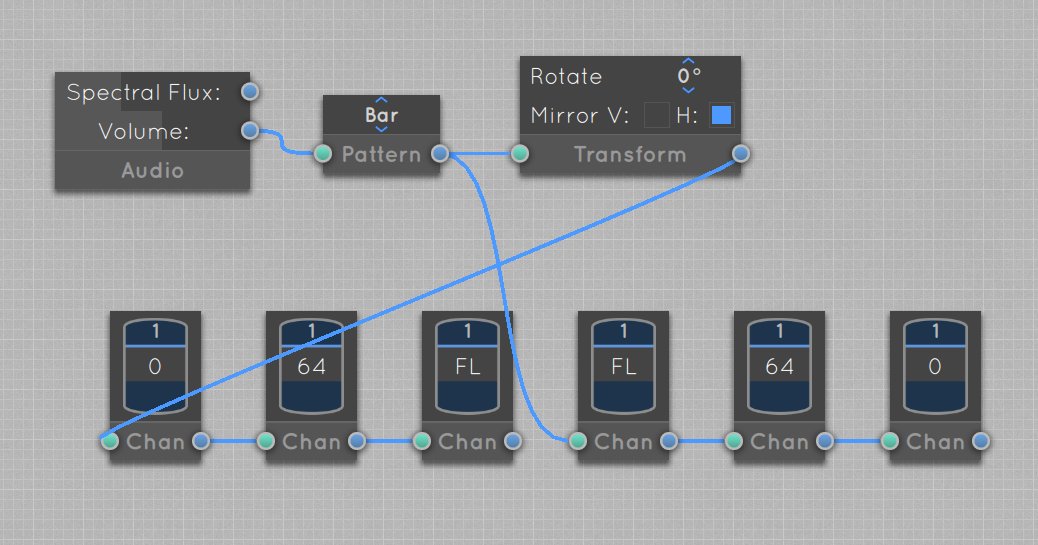 Spectral Flux:
Volume:
Audio
Bar
Pattern
Rotate 0°
Mirror V: H:
Transform
1 1 1 1 1 1
0 64 FL FL 64 0
Chan Chan Chan Chan Chan Chan